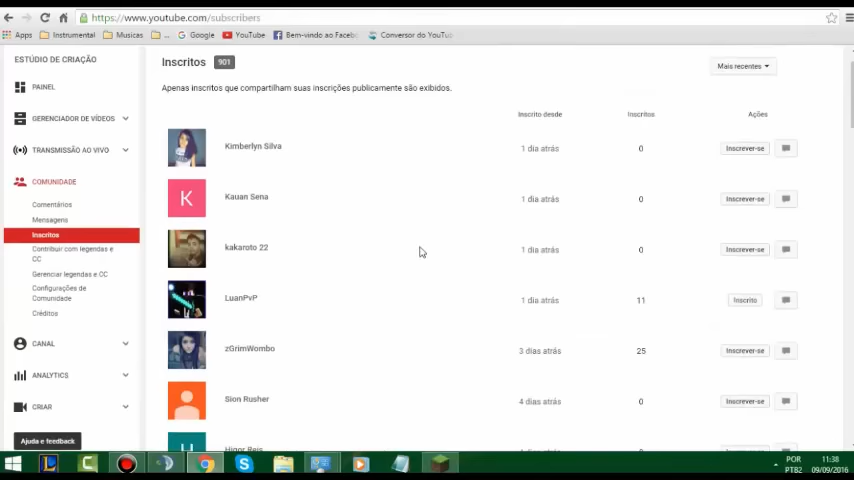 https://www.youtube.com/subscribers
Apps Instrumental Musicas .. Google YouTube Bem-vindo ao Faceb Conversor do YouTu
ESTÚDIO DE CRIAÇÃO
PAINEL
GERENCIADOR DE VÍDEOS
TRANSMISSÃO AO VIVO
COMUNIDADE
Comentários
Mensagens
Inscritos
Contribuir com legendas e
CC
Gerenciar legendas e CC
Configurações de
Comunidade
Créditos
CANAL
ANALYTICS
CRIAR
Ajuda e feedback
Inscritos 901
Mais recentes
Apenas inscritos que compartilham suas inscrições publicamente são exibidos.
Inscrito desde Inscritos Ações
Kimberlyn Silva 1 dia atrás 0 Inscrever-se
K Kauan Sena 1 dia atrás 0 Inscrever-se
kakaroto 22 1 dia atrás 0 Inscrever-se
LuanPvP 1 dia atrás 11 Inscrito
zGrimWombo 3 dias atrás 25 Inscrever-se
Sion Rusher 4 dias atrás 0 Inscrever-se
Higor Reis
POR 11:38
PTB2 09/09/2016